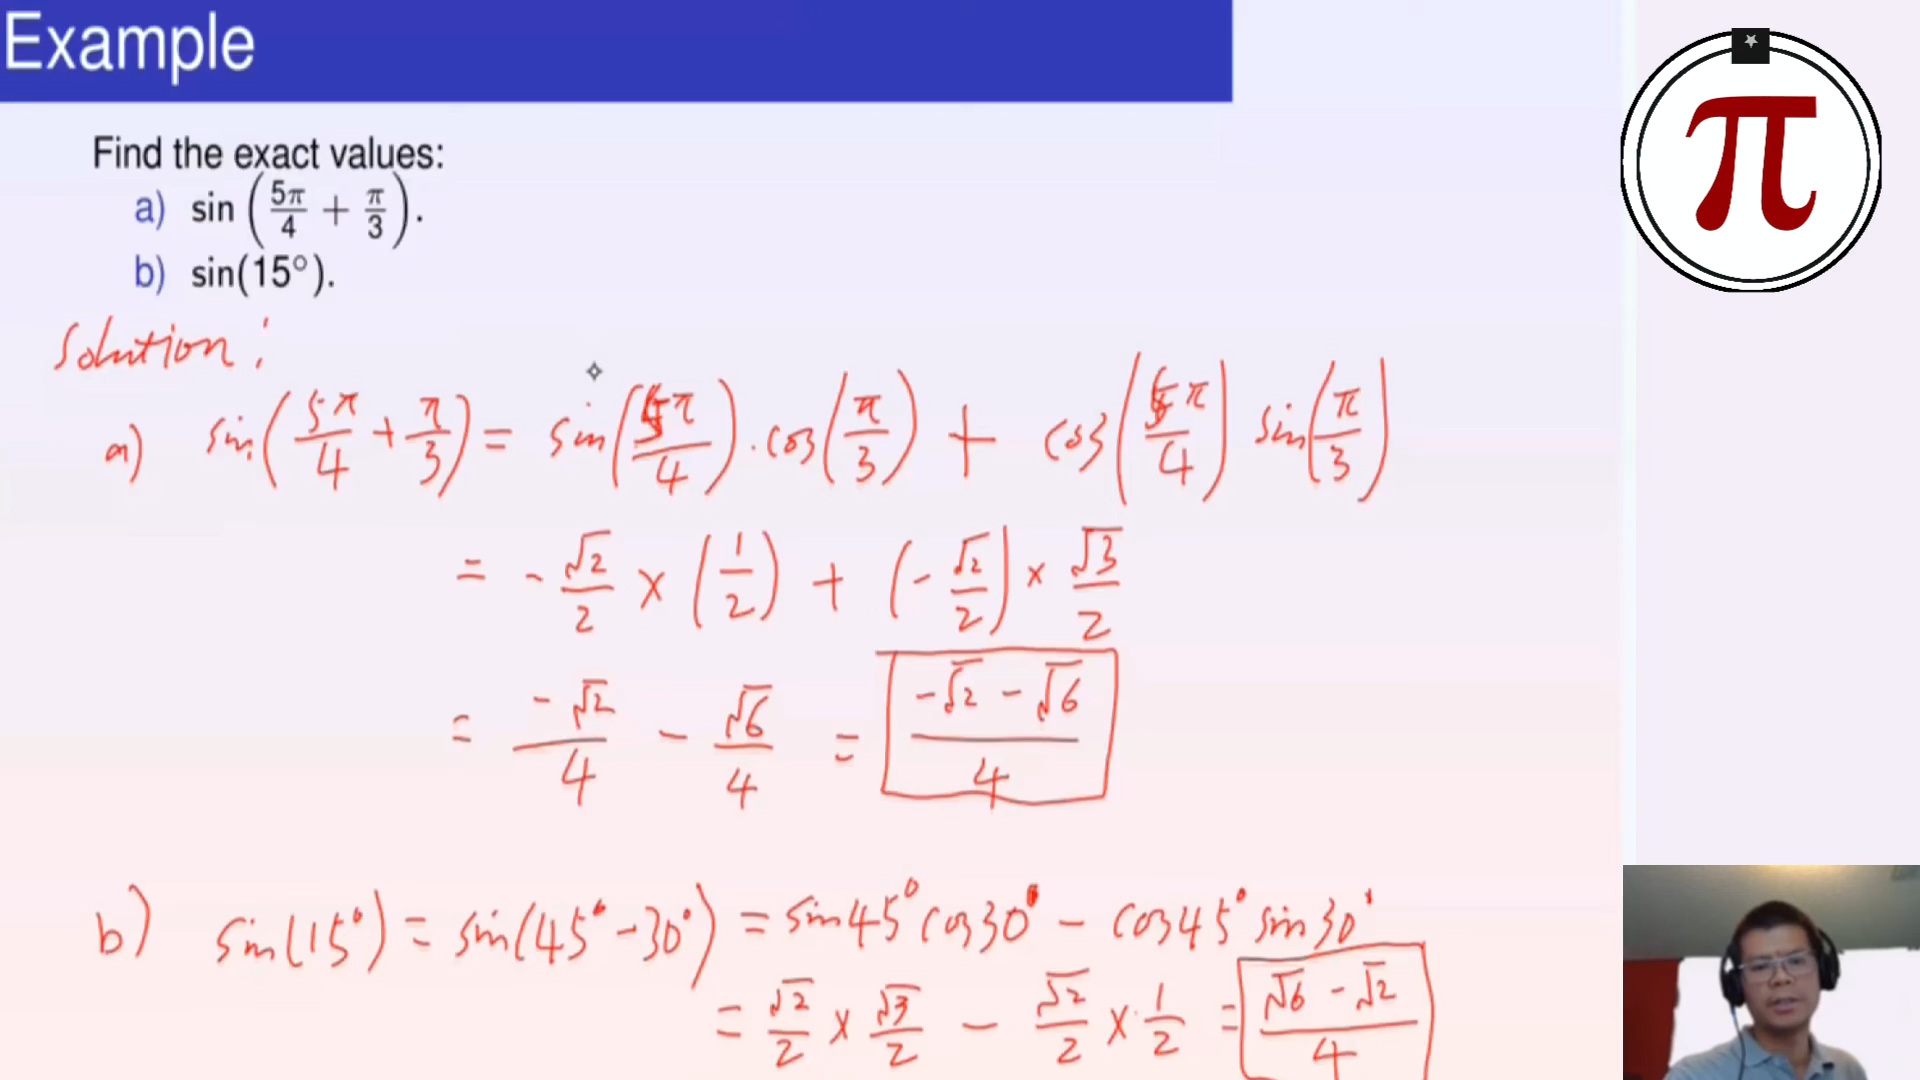 Example
Find the exact values:
a) sin (5π/4 + π/3).
b) sin(15°).
Solution:
a) sin(5π/4 + π/3) = sin(5π/4) · cos(π/3) + cos(5π/4) sin(π/3)
= -√2/2 × (1/2) + (-√2/2) × √3/2
= -√2/4 - √6/4 = (-√2 - √6)/4
b) sin(15°) = sin(45° - 30°) = sin45° cos30° - cos45° sin30°
= √2/2 × √3/2 - √2/2 × 1/2 = (√6 - √2)/4
π